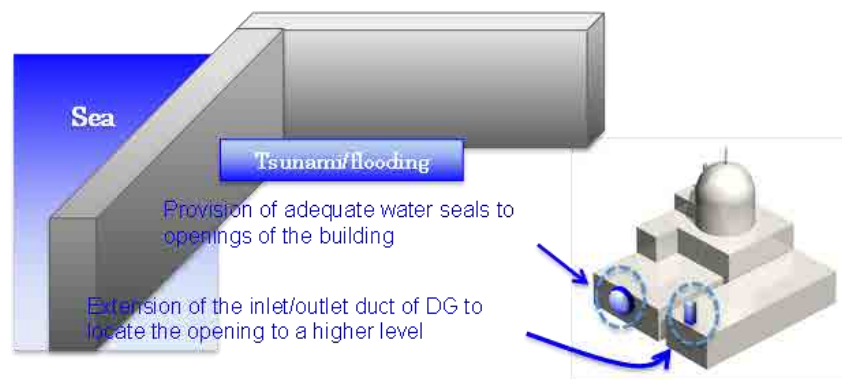 Sea
Tsunami/flooding
Provision of adequate water seals to
openings of the building
Extension of the inlet/outlet duct of DG to
locate the opening to a higher level